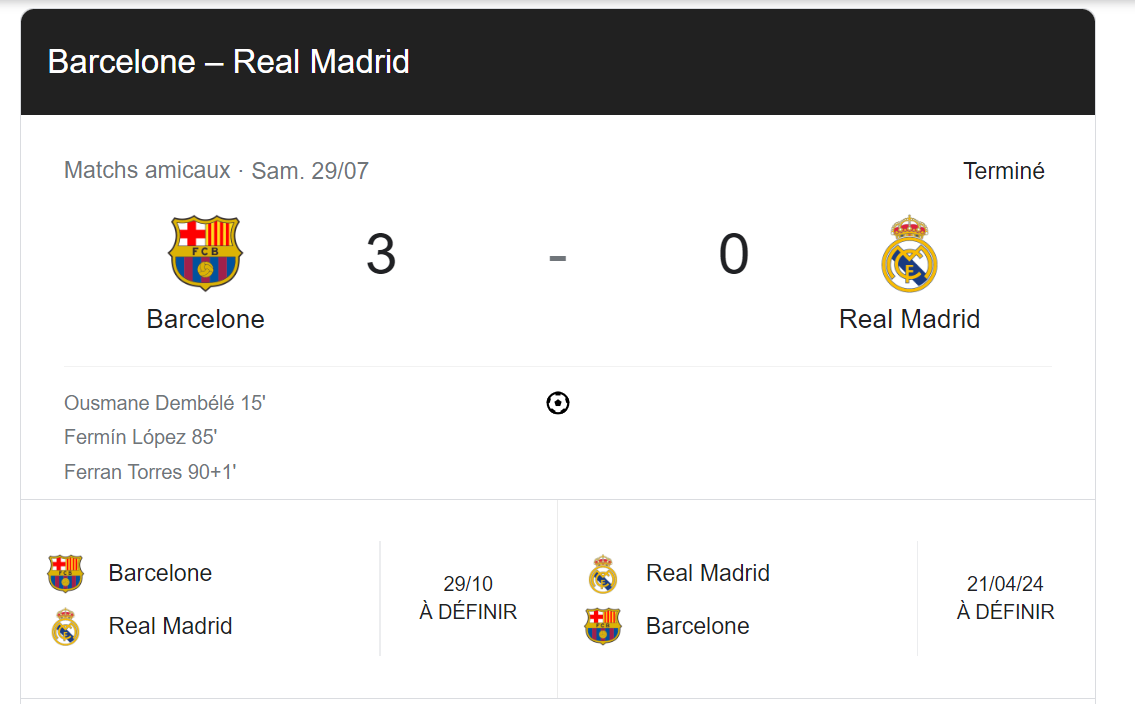 Barcelone – Real Madrid
Matchs amicaux · Sam. 29/07
Terminé
FCB
3 - 0
Barcelone
Real Madrid
Ousmane Dembélé 15'
Fermín López 85'
Ferran Torres 90+1'
Barcelone
Real Madrid
29/10
À DÉFINIR
Real Madrid
Barcelone
21/04/24
À DÉFINIR